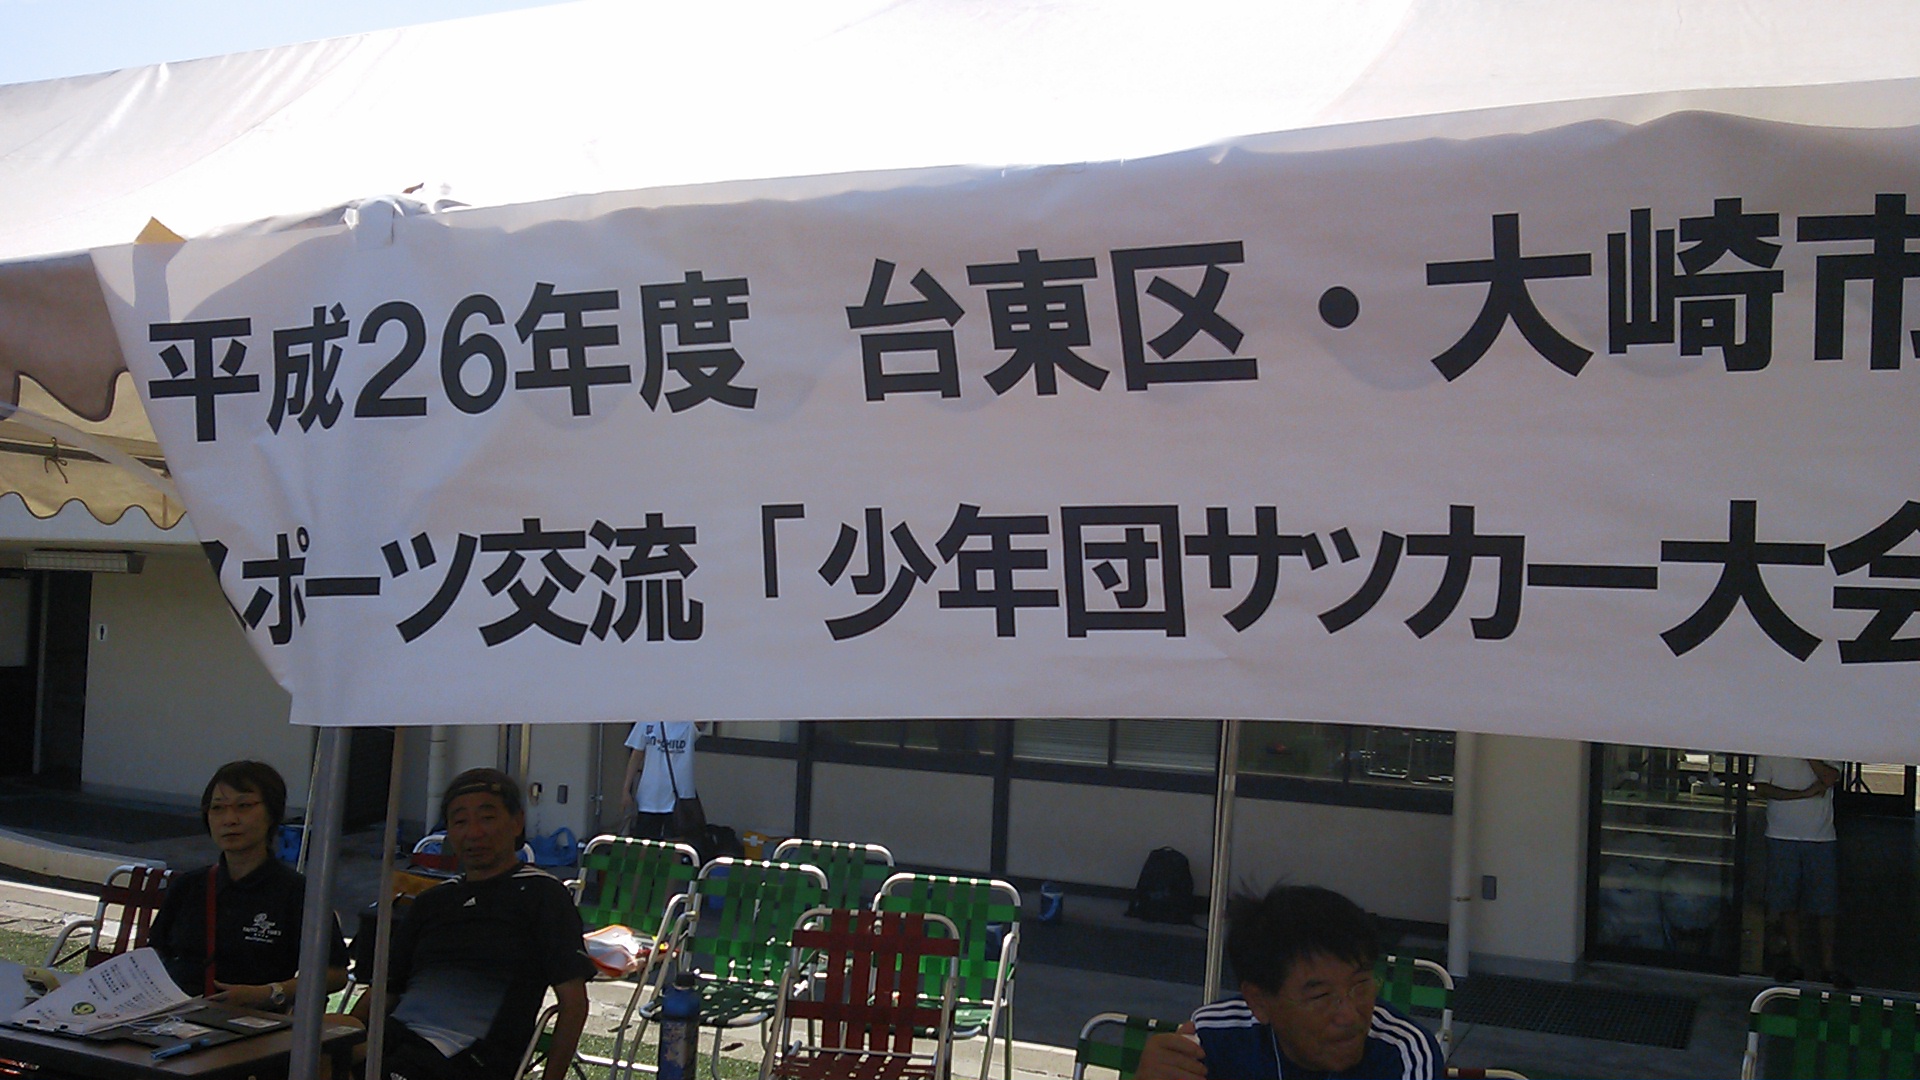 平成26年度 台東区・大崎市
スポーツ交流「少年団サッカー大会